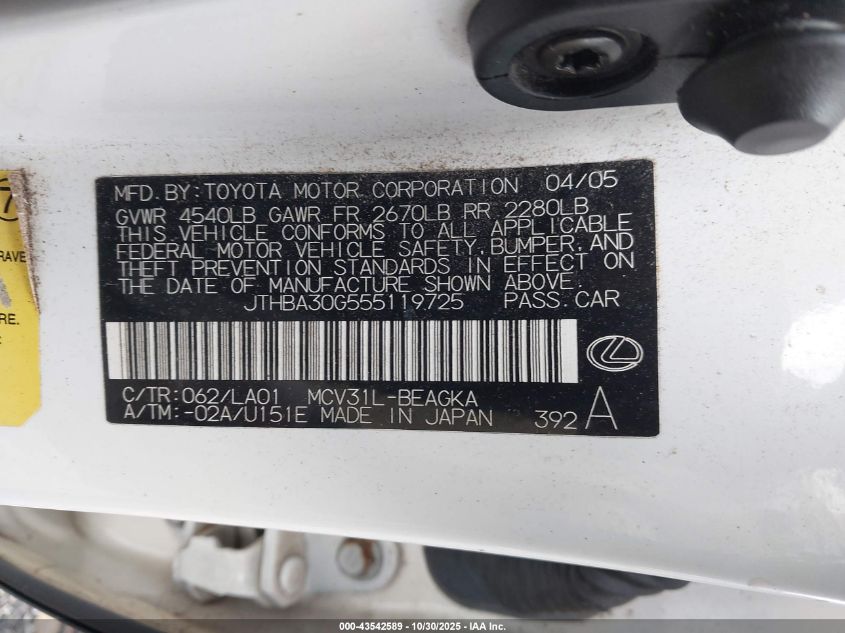 MFD. BY: TOYOTA MOTOR CORPORATION 04/05
GVWR 4540LB GAWR FR 2670LB RR 2280LB
THIS VEHICLE CONFORMS TO ALL APPLICABLE
FEDERAL MOTOR VEHICLE SAFETY, BUMPER, AND
THEFT PREVENTION STANDARDS IN EFFECT ON
THE DATE OF MANUFACTURE SHOWN ABOVE.
JTHBA30G555119725 PASS. CAR
C/TR: 062/LA01 MCV31L-BEAGKA
A/TM: -02A/U151E MADE IN JAPAN 392 A
RAVE
RE.
000-43542589 - 10/30/2025 - IAA Inc.